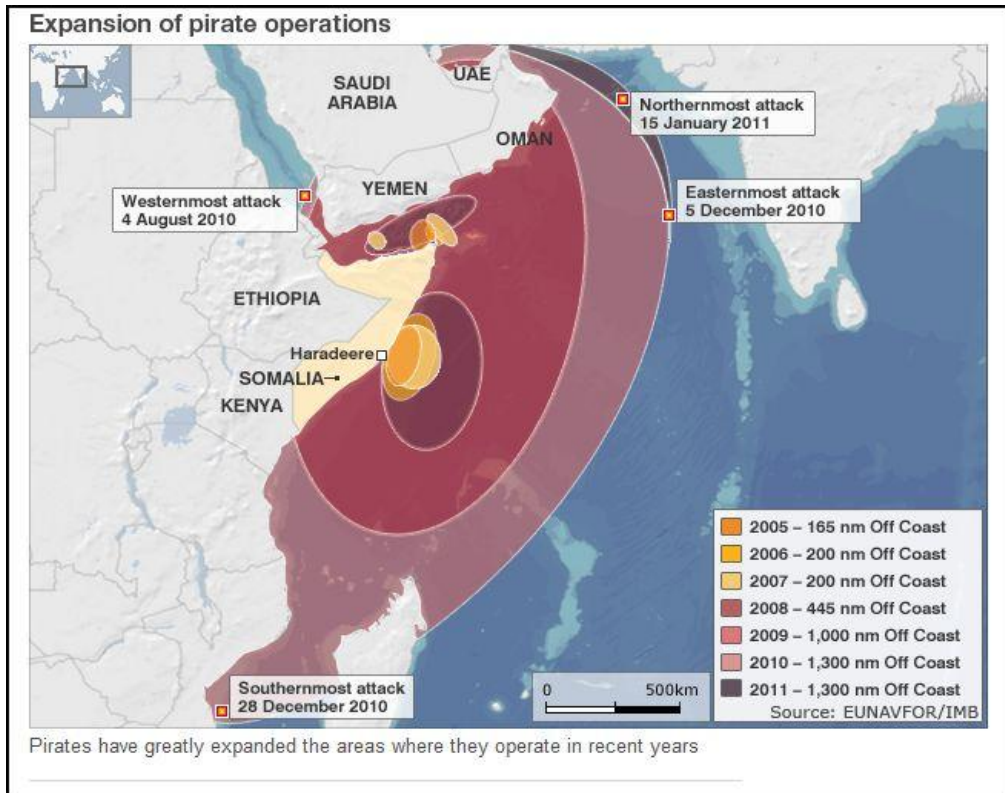 Expansion of pirate operations
SAUDI
ARABIA
UAE
OMAN
Northernmost attack
15 January 2011
Westernmost attack
4 August 2010
YEMEN
Easternmost attack
5 December 2010
ETHIOPIA
Haradeere
SOMALIA
KENYA
2005 – 165 nm Off Coast
2006 – 200 nm Off Coast
2007 – 200 nm Off Coast
2008 – 445 nm Off Coast
2009 – 1,000 nm Off Coast
2010 – 1,300 nm Off Coast
2011 – 1,300 nm Off Coast
Source: EUNAVFOR/IMB
Southernmost attack
28 December 2010
0 500km
Pirates have greatly expanded the areas where they operate in recent years